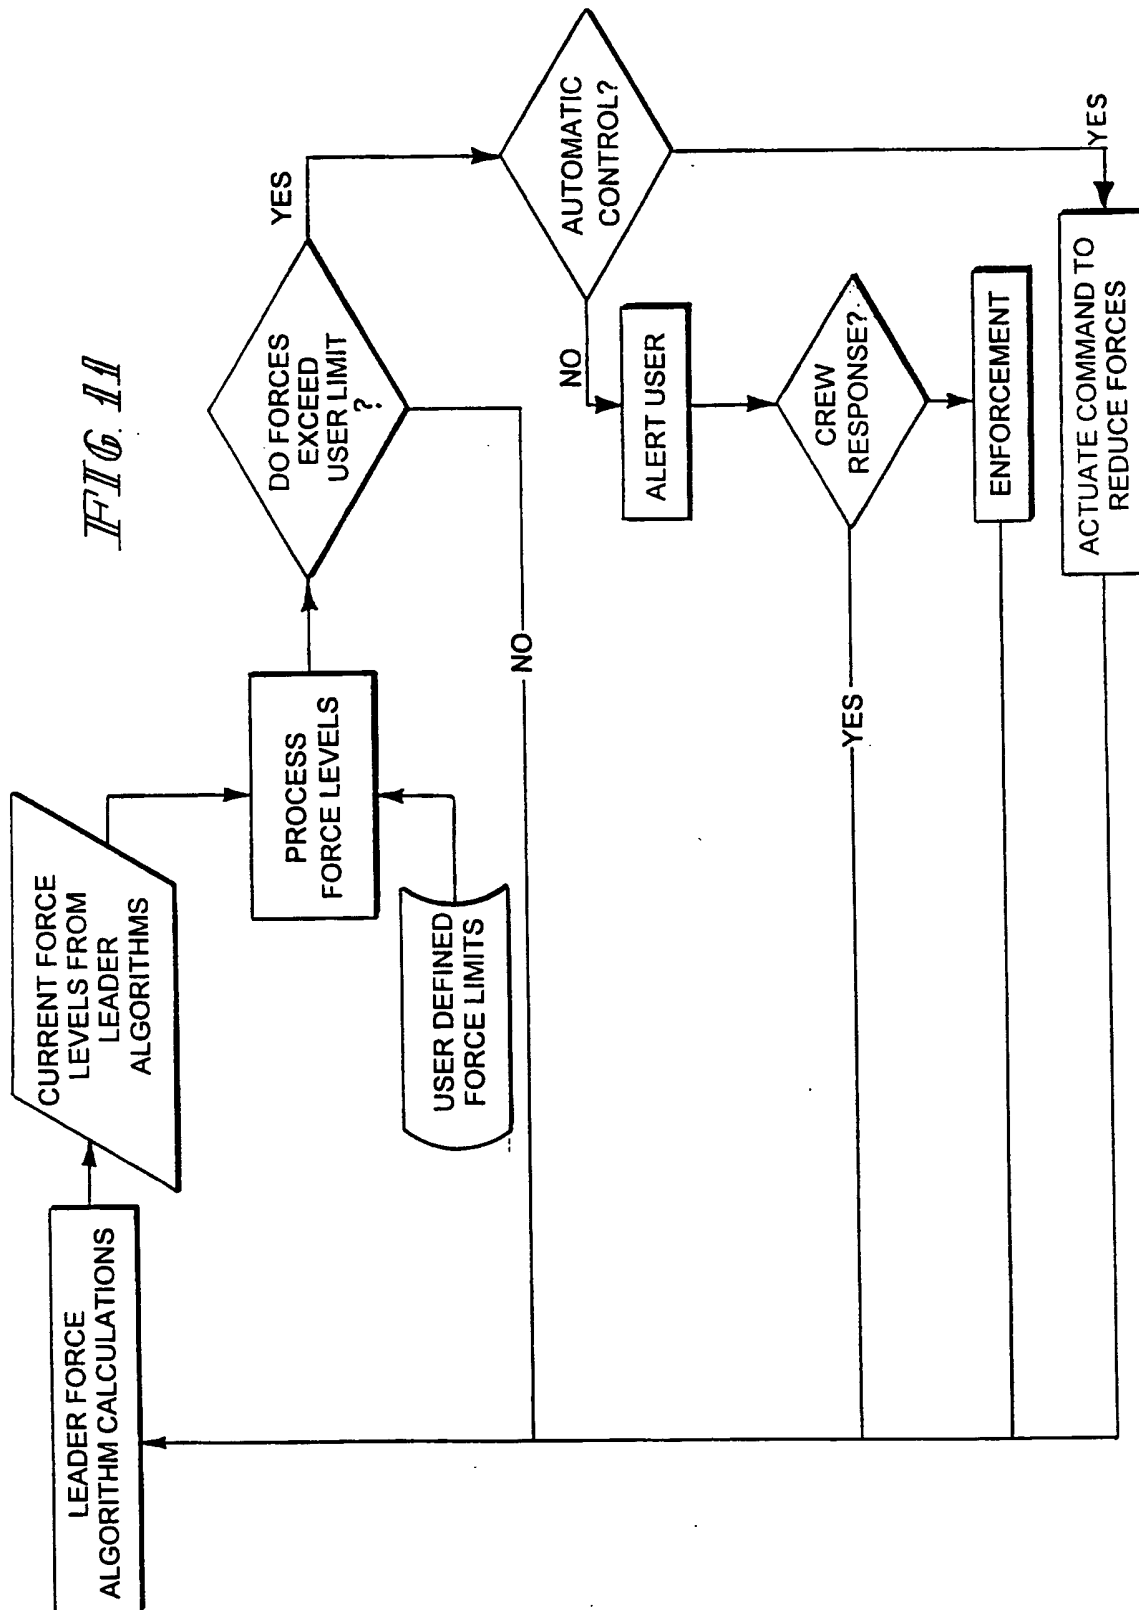 FIG. 11
LEADER FORCE
ALGORITHM CALCULATIONS
CURRENT FORCE
LEVELS FROM
LEADER
ALGORITHMS
PROCESS
FORCE LEVELS
USER DEFINED
FORCE LIMITS
DO FORCES
EXCEED
USER LIMIT
?
YES
NO
AUTOMATIC
CONTROL?
NO
YES
ALERT USER
CREW
RESPONSE?
YES
ENFORCEMENT
ACTUATE COMMAND TO
REDUCE FORCES